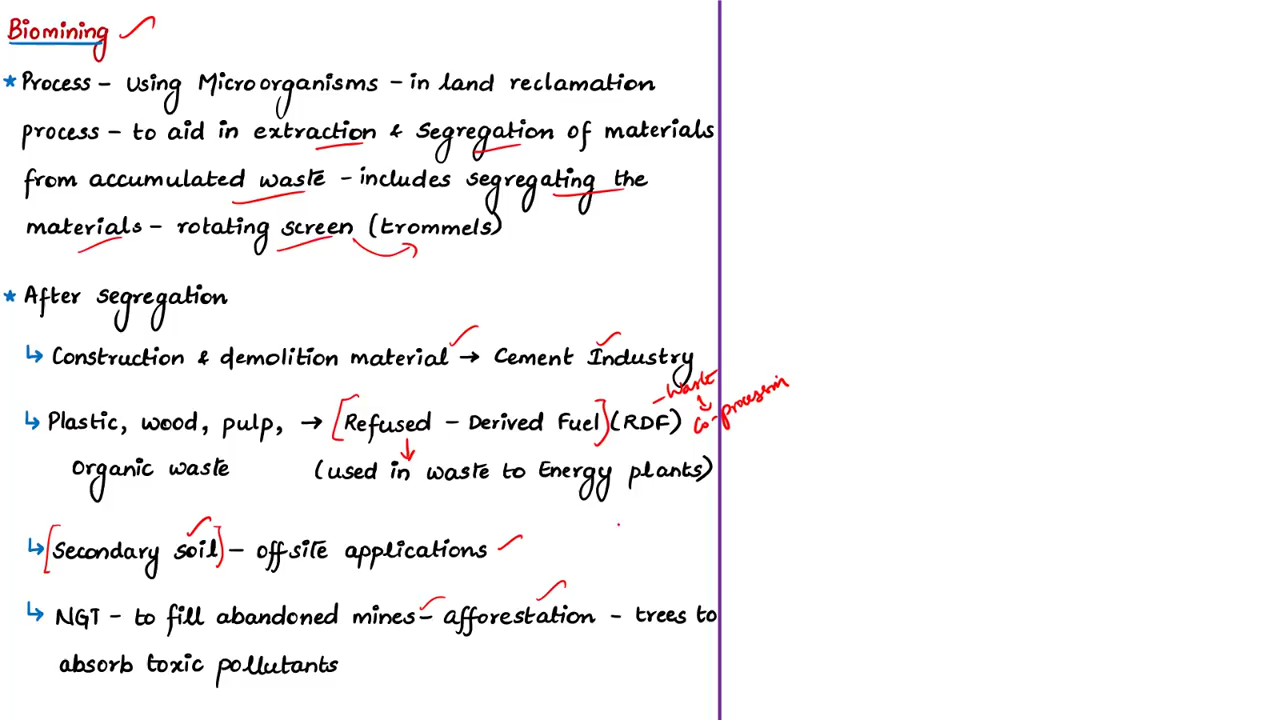 Biomining
* Process - Using Microorganisms - in land reclamation
process - to aid in extraction & segregation of materials
from accumulated waste - includes segregating the
materials - rotating screen (trommels)
* After segregation
↳ Construction & demolition material → Cement Industry
- Waste
↓
Co-processin
↳ Plastic, wood, pulp, → [Refused - Derived Fuel] (RDF)
Organic waste (used in waste to Energy plants)
↳ [Secondary soil] - offsite applications
↳ NGT - to fill abandoned mines - afforestation - trees to
absorb toxic pollutants